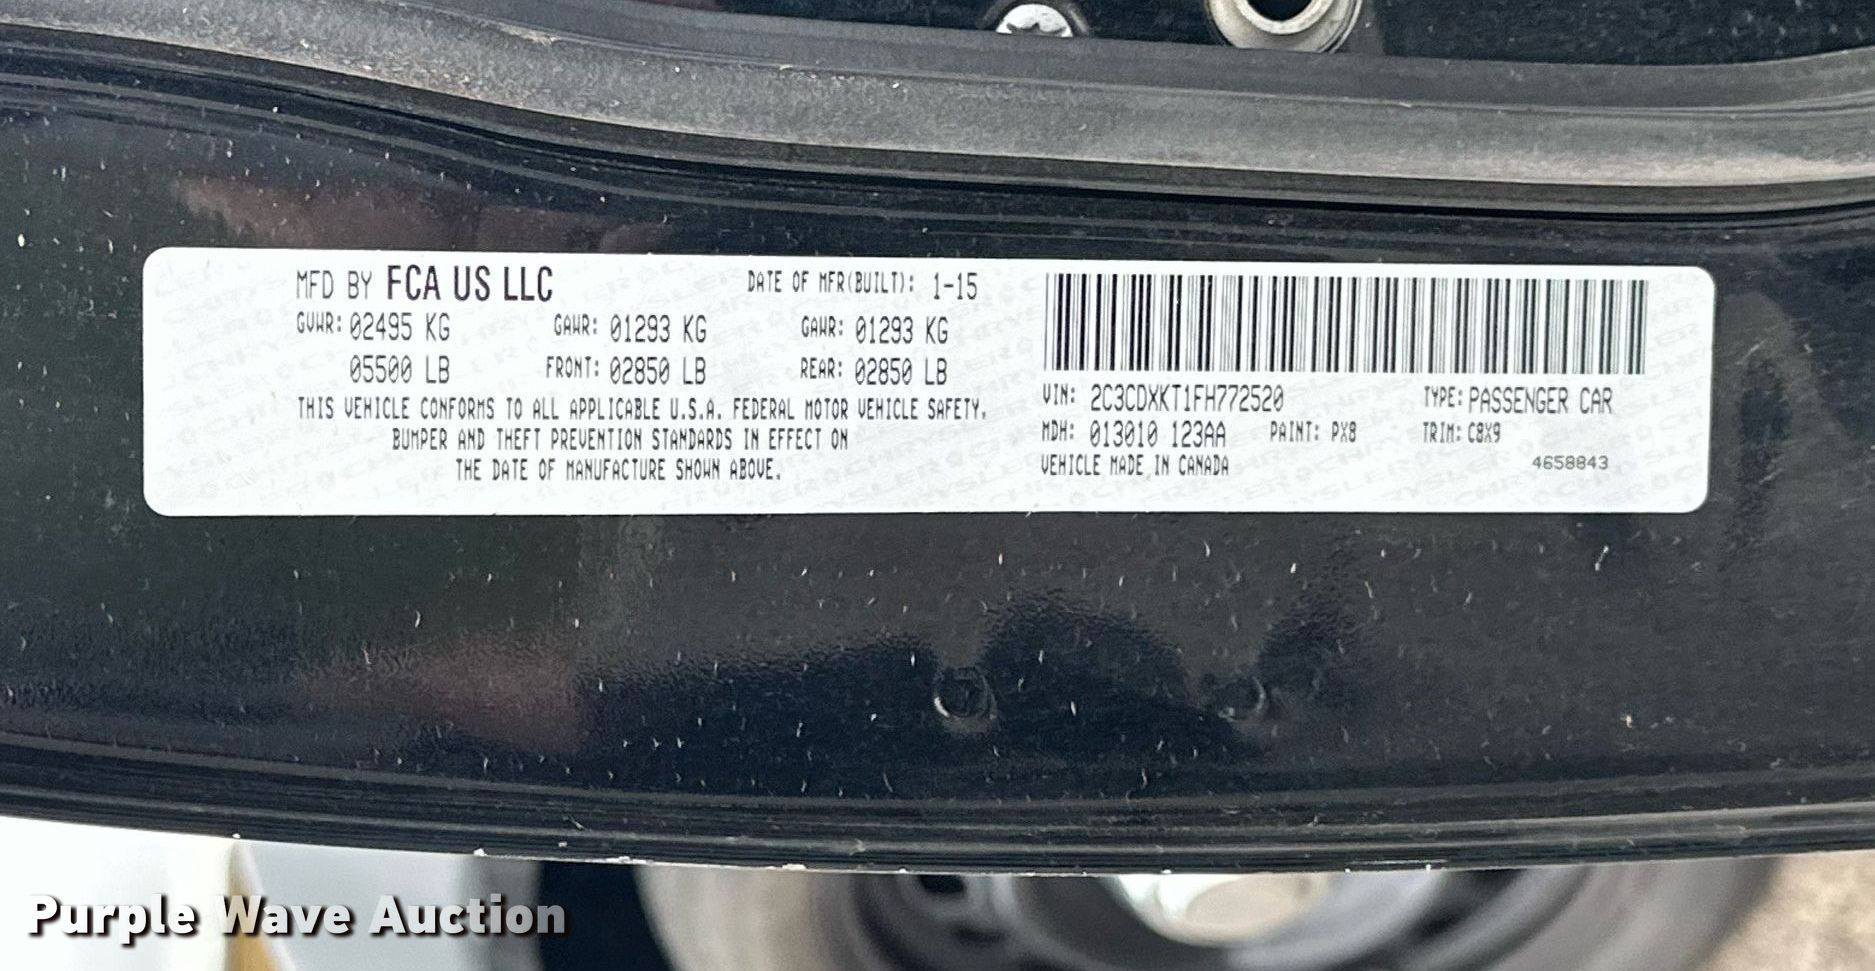 MFD BY FCA US LLC DATE OF MFR(BUILT): 1-15
GVWR: 02495 KG GAWR: 01293 KG GAWR: 01293 KG
05500 LB FRONT: 02850 LB REAR: 02850 LB
THIS VEHICLE CONFORMS TO ALL APPLICABLE U.S.A. FEDERAL MOTOR VEHICLE SAFETY,
BUMPER AND THEFT PREVENTION STANDARDS IN EFFECT ON
THE DATE OF MANUFACTURE SHOWN ABOVE.
VIN: 2C3CDXKT1FH772520 TYPE: PASSENGER CAR
MDH: 013010 123AA PAINT: PX8 TRIM: C8X9
VEHICLE MADE IN CANADA 4658843
Purple Wave Auction